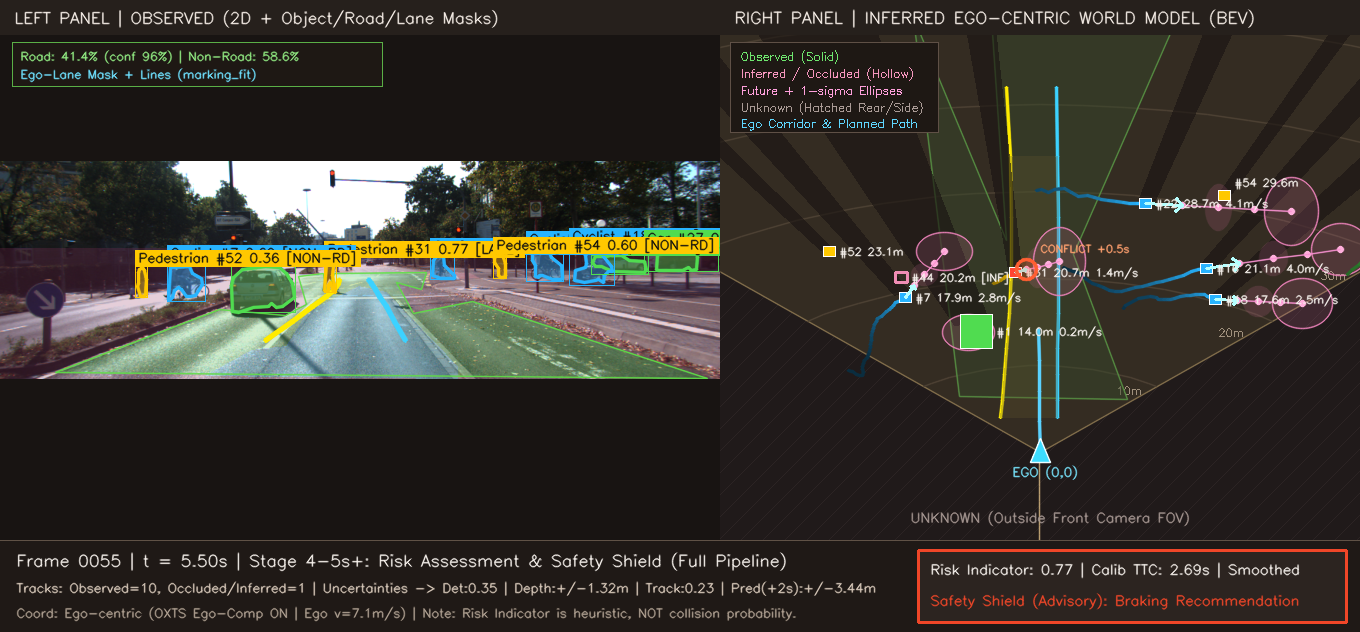 LEFT PANEL | OBSERVED (2D + Object/Road/Lane Masks)
Road: 41.4% (conf 96%) | Non-Road: 58.6%
Ego-Lane Mask + Lines (marking_fit)
Pedestrian #52 0.36 [NON-RD]
Pedestrian #31 0.77
Pedestrian #54 0.60 [NON-RD]
RIGHT PANEL | INFERRED EGO-CENTRIC WORLD MODEL (BEV)
Observed (Solid)
Inferred / Occluded (Hollow)
Future + 1-sigma Ellipses
Unknown (Hatched Rear/Side)
Ego Corridor & Planned Path
#54 29.6m
28.7m 4.1m/s
#52 23.1m
CONFLICT +0.5s
#31 20.7m 1.4m/s
21.1m 4.0m/s
30m
20.2m
#7 17.9m 2.8m/s
17.6m 2.5m/s
#1 14.0m 0.2m/s
20m
10m
EGO (0,0)
UNKNOWN (Outside Front Camera FOV)
Frame 0055 | t = 5.50s | Stage 4-5s+: Risk Assessment & Safety Shield (Full Pipeline)
Tracks: Observed=10, Occluded/Inferred=1 | Uncertainties -> Det:0.35 | Depth:+/-1.32m | Track:0.23 | Pred(+2s):+/-3.44m
Coord: Ego-centric (OXTS Ego-Comp ON | Ego v=7.1m/s) | Note: Risk Indicator is heuristic, NOT collision probability.
Risk Indicator: 0.77 | Calib TTC: 2.69s | Smoothed
Safety Shield (Advisory): Braking Recommendation